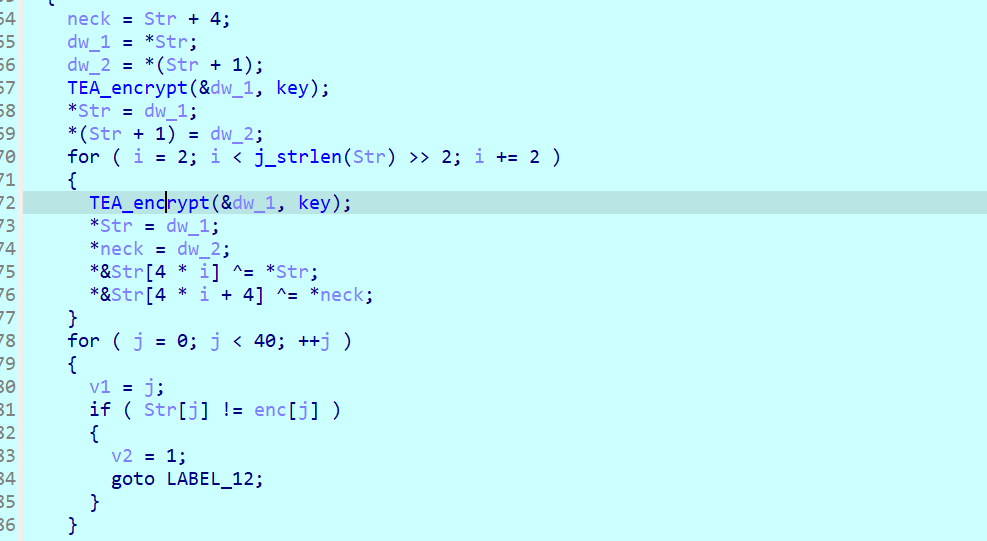 {
54 neck = Str + 4;
55 dw_1 = *Str;
56 dw_2 = *(Str + 1);
57 TEA_encrypt(&dw_1, key);
58 *Str = dw_1;
59 *(Str + 1) = dw_2;
70 for ( i = 2; i < j_strlen(Str) >> 2; i += 2 )
71 {
72 TEA_encrypt(&dw_1, key);
73 *Str = dw_1;
74 *neck = dw_2;
75 *&Str[4 * i] ^= *Str;
76 *&Str[4 * i + 4] ^= *neck;
77 }
78 for ( j = 0; j < 40; ++j )
79 {
80 v1 = j;
81 if ( Str[j] != enc[j] )
82 {
83 v2 = 1;
84 goto LABEL_12;
85 }
86 }